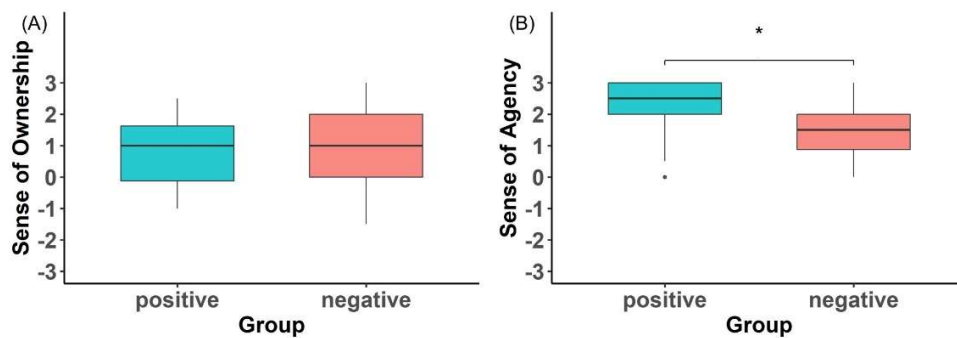 (A)
Sense of Ownership
3
2
1
0
-1
-2
-3
positive negative
Group
(B)
*
Sense of Agency
3
2
1
0
-1
-2
-3
positive negative
Group